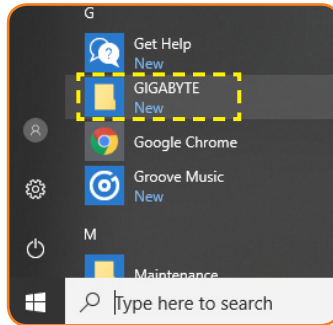 G
Get Help
New
GIGABYTE
New
Google Chrome
Groove Music
New
M
Maintenance
Type here to search